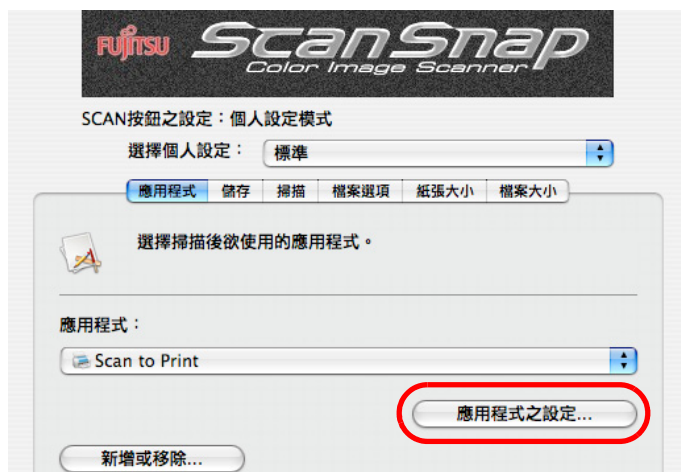 FUJITSU ScanSnap
Color Image Scanner
SCAN按鈕之設定：個人設定模式
選擇個人設定： 標準
應用程式 儲存 掃描 檔案選項 紙張大小 檔案大小
選擇掃描後欲使用的應用程式。
應用程式：
Scan to Print
應用程式之設定...
新增或移除...